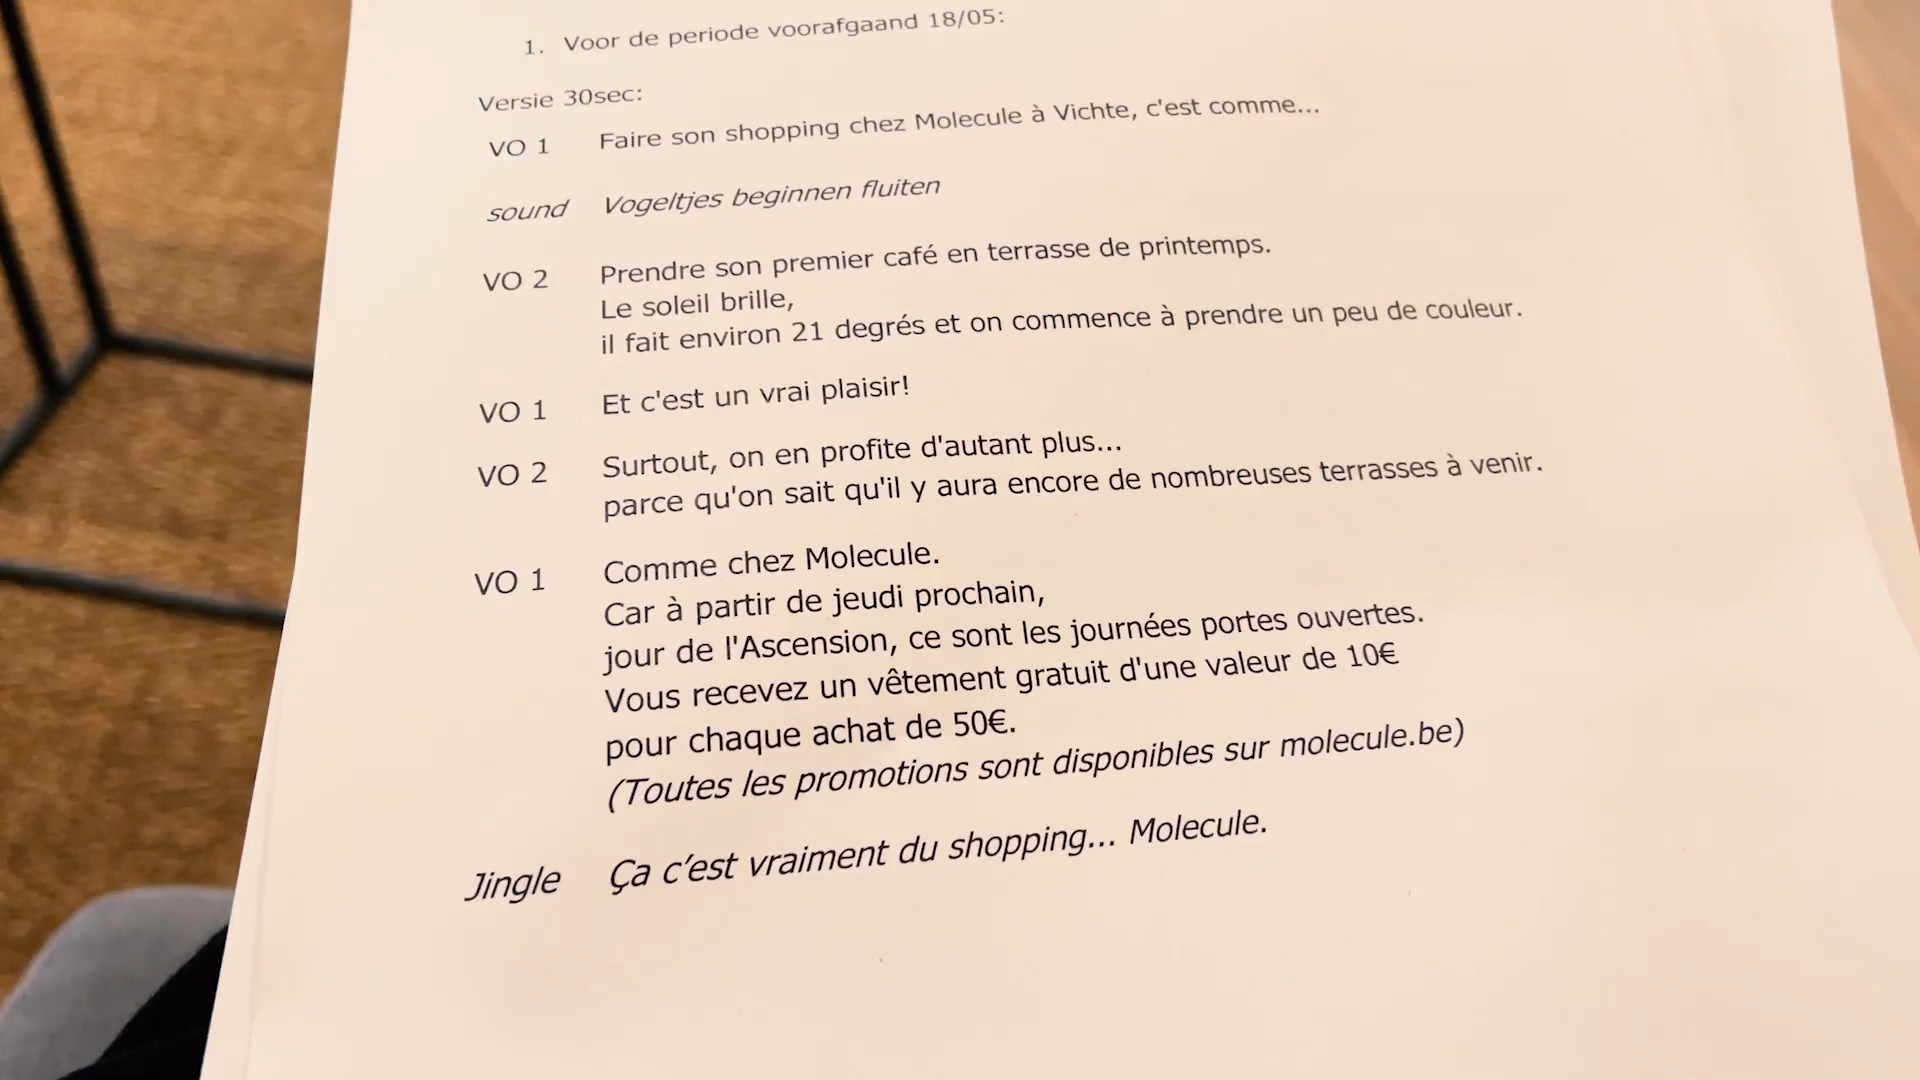 1. Voor de periode voorafgaand 18/05:
Versie 30sec:
VO 1 Faire son shopping chez Molecule à Vichte, c'est comme...
sound Vogeltjes beginnen fluiten
VO 2 Prendre son premier café en terrasse de printemps.
Le soleil brille,
il fait environ 21 degrés et on commence à prendre un peu de couleur.
VO 1 Et c'est un vrai plaisir!
VO 2 Surtout, on en profite d'autant plus...
parce qu'on sait qu'il y aura encore de nombreuses terrasses à venir.
VO 1 Comme chez Molecule.
Car à partir de jeudi prochain,
jour de l'Ascension, ce sont les journées portes ouvertes.
Vous recevez un vêtement gratuit d'une valeur de 10€
pour chaque achat de 50€.
(Toutes les promotions sont disponibles sur molecule.be)
Jingle Ça c’est vraiment du shopping... Molecule.